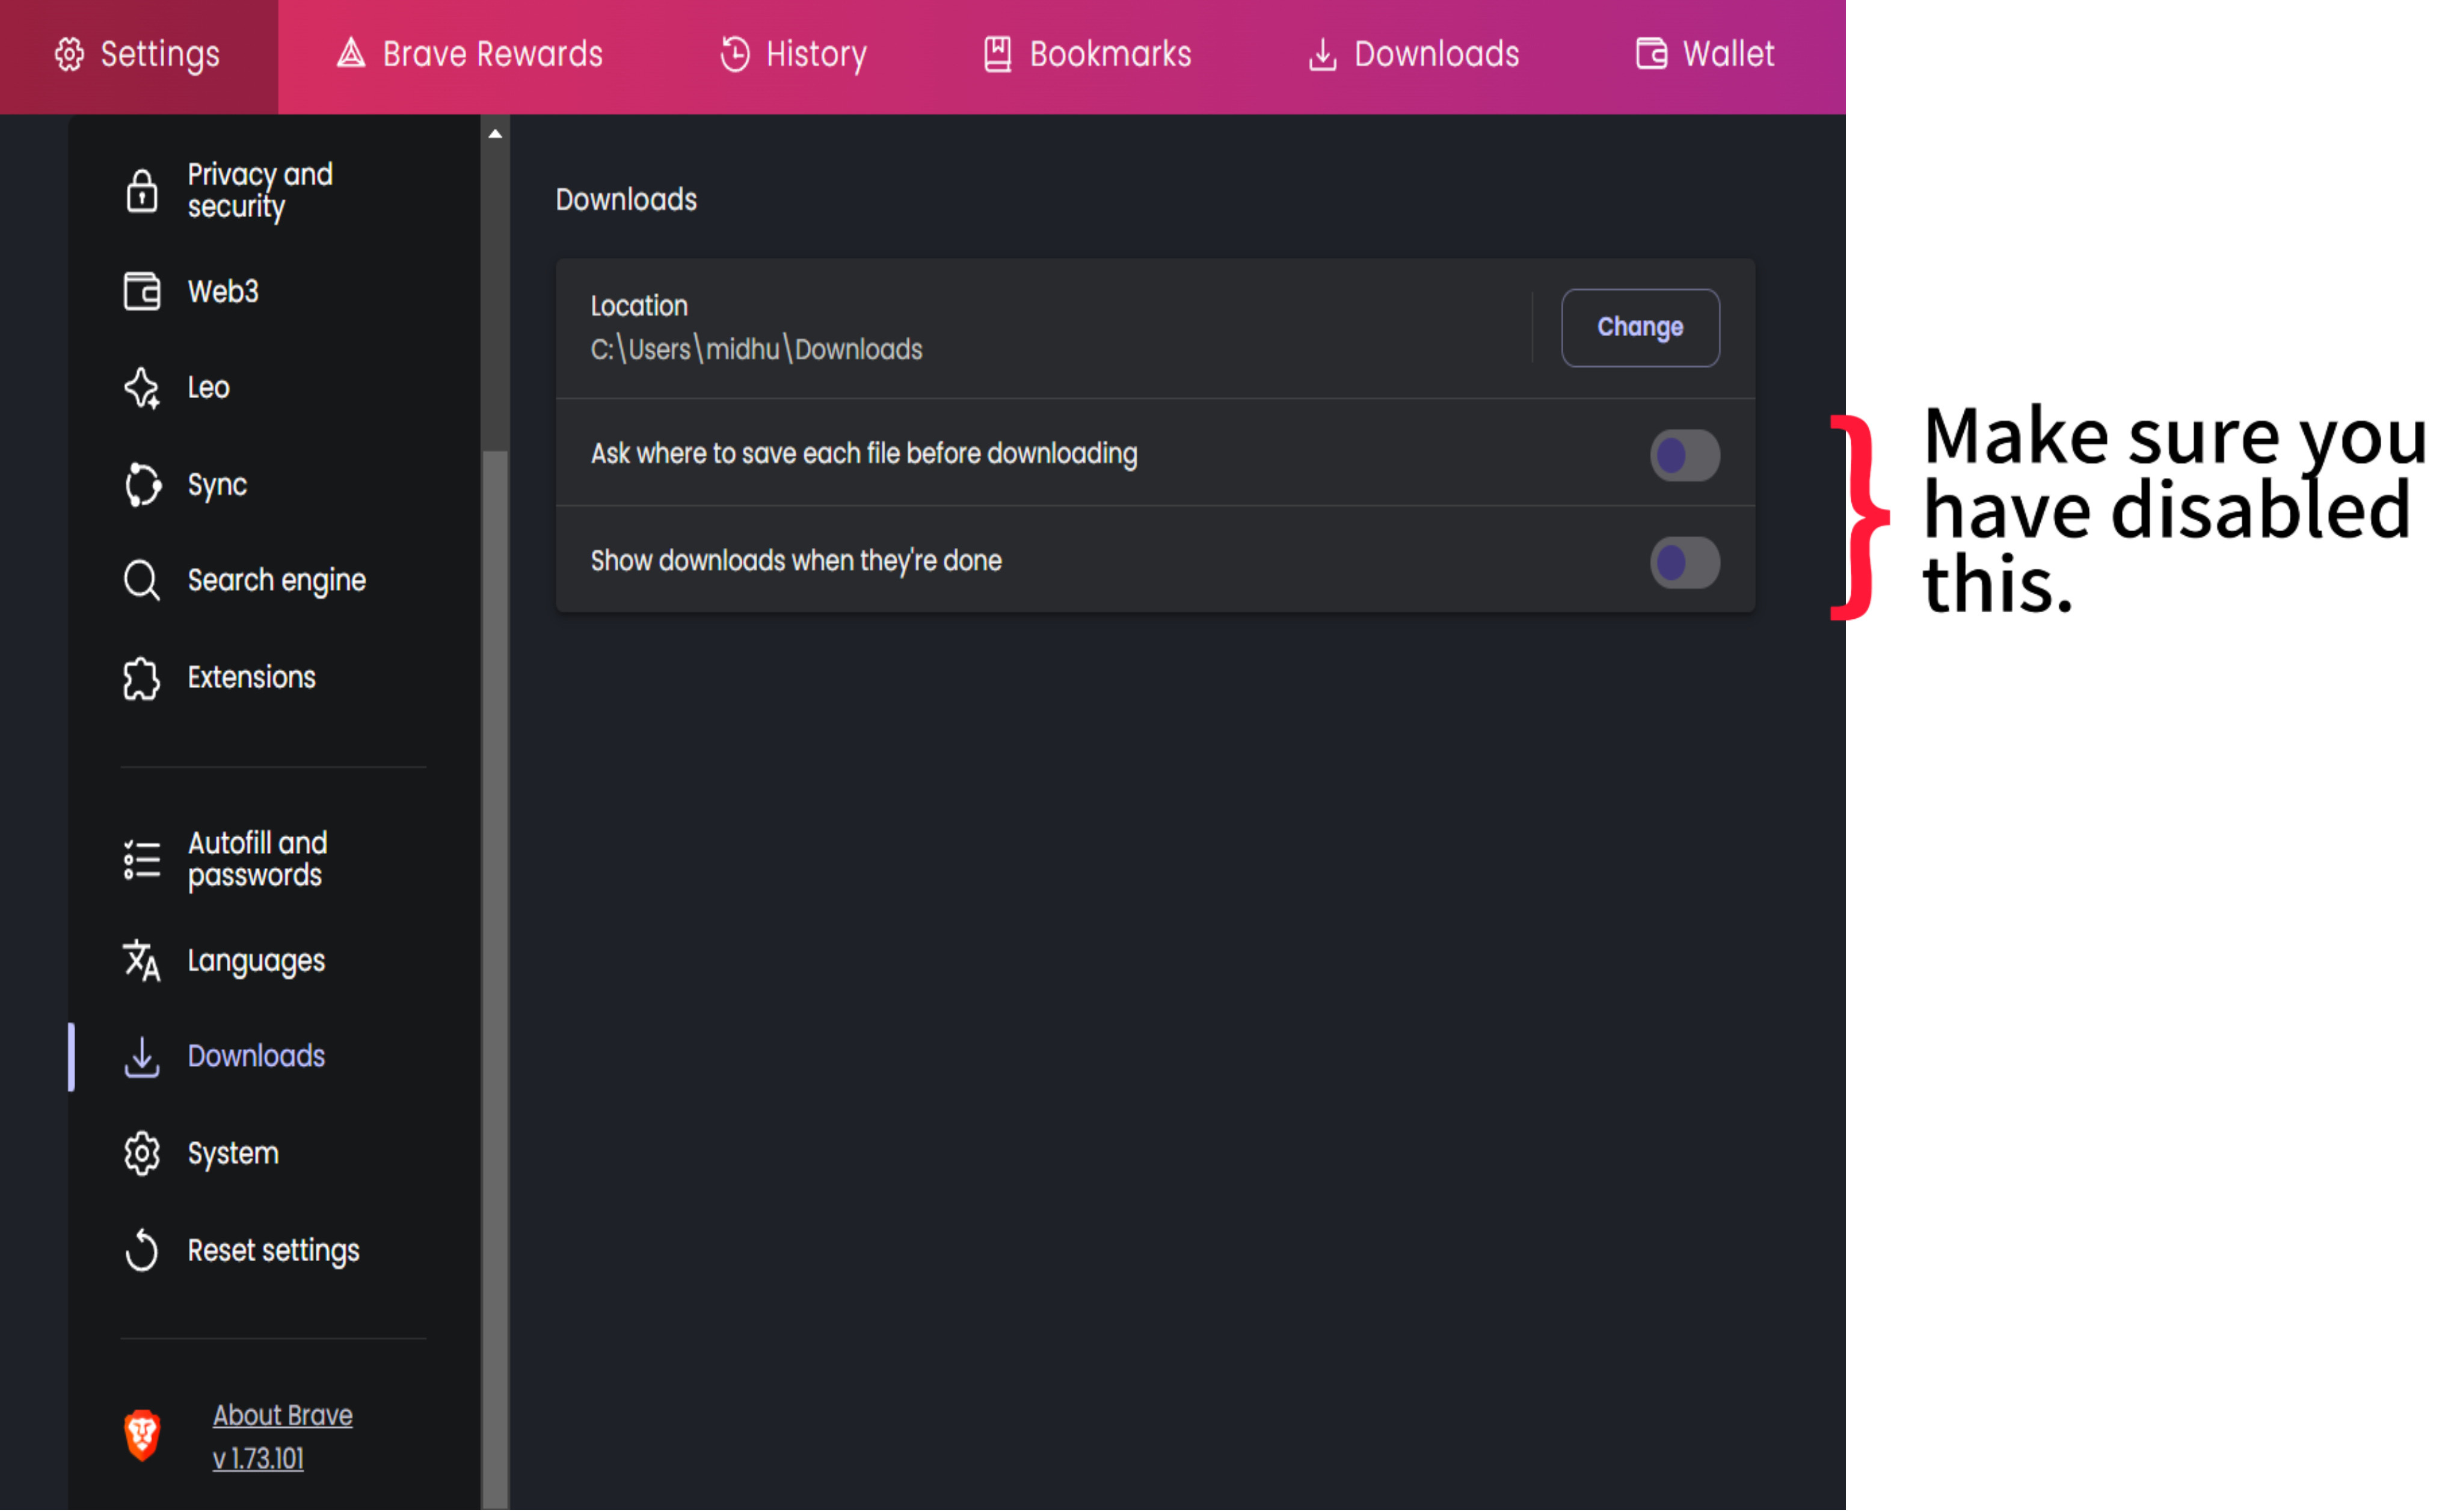 Settings
Brave Rewards
History
Bookmarks
Downloads
Wallet
Privacy and
security
Web3
Leo
Sync
Search engine
Extensions
Autofill and
passwords
Languages
Downloads
System
Reset settings
About Brave
v 1.73.101
Downloads
Location
C:\Users\midhu\Downloads
Change
Ask where to save each file before downloading
Show downloads when they're done
Make sure you
have disabled
this.